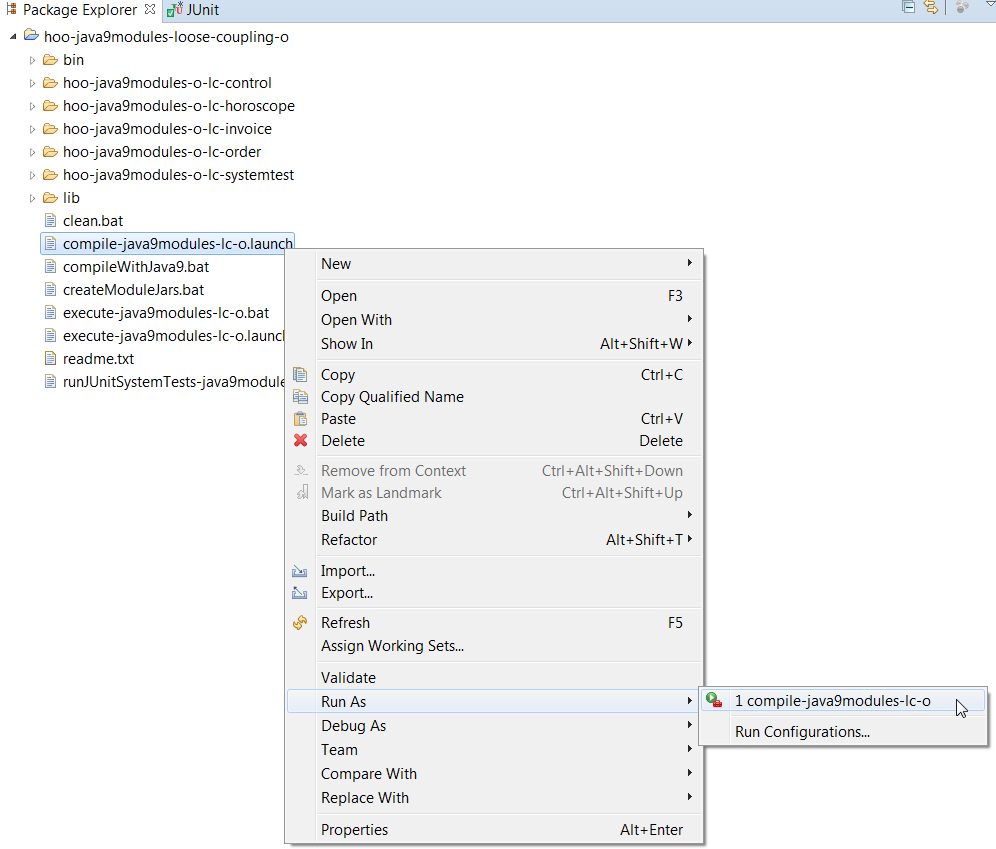 Package Explorer JUnit
hoo-java9modules-loose-coupling-o
bin
hoo-java9modules-o-lc-control
hoo-java9modules-o-lc-horoscope
hoo-java9modules-o-lc-invoice
hoo-java9modules-o-lc-order
hoo-java9modules-o-lc-systemtest
lib
clean.bat
compile-java9modules-lc-o.launch
compileWithJava9.bat
createModuleJars.bat
execute-java9modules-lc-o.bat
execute-java9modules-lc-o.launch
readme.txt
runJUnitSystemTests-java9module
New
Open F3
Open With
Show In Alt+Shift+W
Copy Ctrl+C
Copy Qualified Name
Paste Ctrl+V
Delete Delete
Remove from Context Ctrl+Alt+Shift+Down
Mark as Landmark Ctrl+Alt+Shift+Up
Build Path
Refactor Alt+Shift+T
Import...
Export...
Refresh F5
Assign Working Sets...
Validate
Run As
Debug As
Team
Compare With
Replace With
Properties Alt+Enter
1 compile-java9modules-lc-o
Run Configurations...